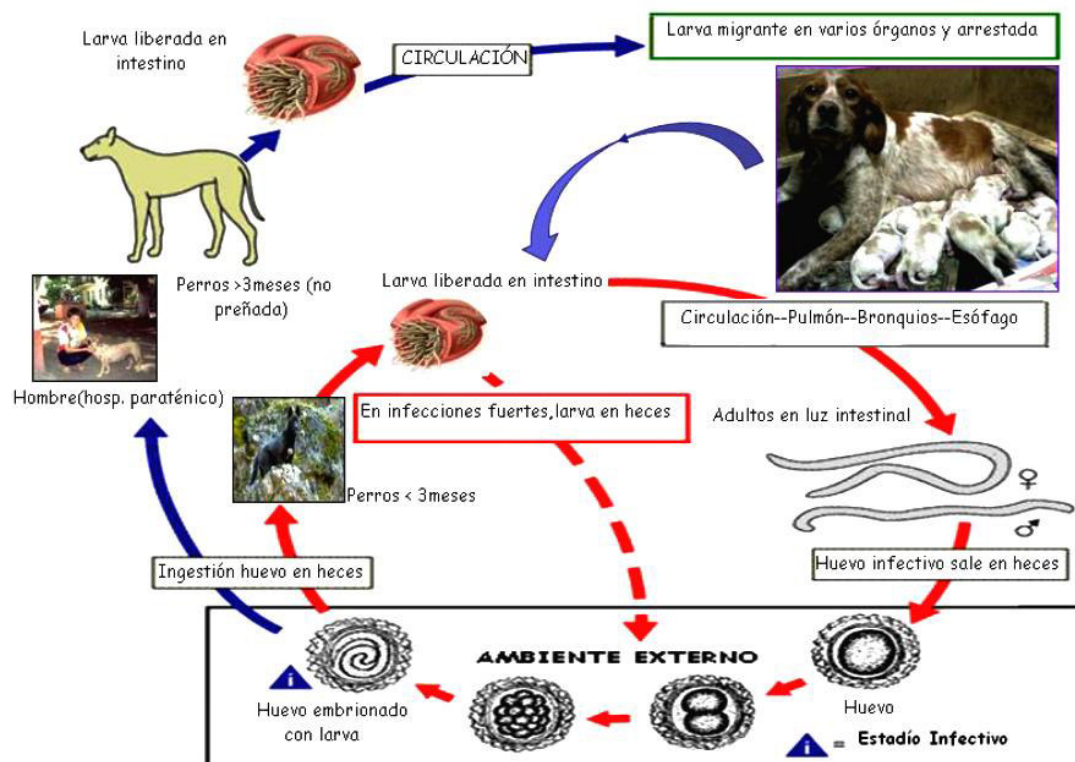 Larva liberada en
intestino
CIRCULACIÓN
Larva migrante en varios órganos y arrestada
Perros >3meses (no
preñada)
Larva liberada en intestino
Circulación--Pulmón--Bronquios--Esófago
Hombre(hosp. paraténico)
En infecciones fuertes,larva en heces
Adultos en luz intestinal
Perros < 3meses
♀
♂
Ingestión huevo en heces
Huevo infectivo sale en heces
AMBIENTE EXTERNO
i
Huevo embrionado
con larva
Huevo
i = Estadío Infectivo